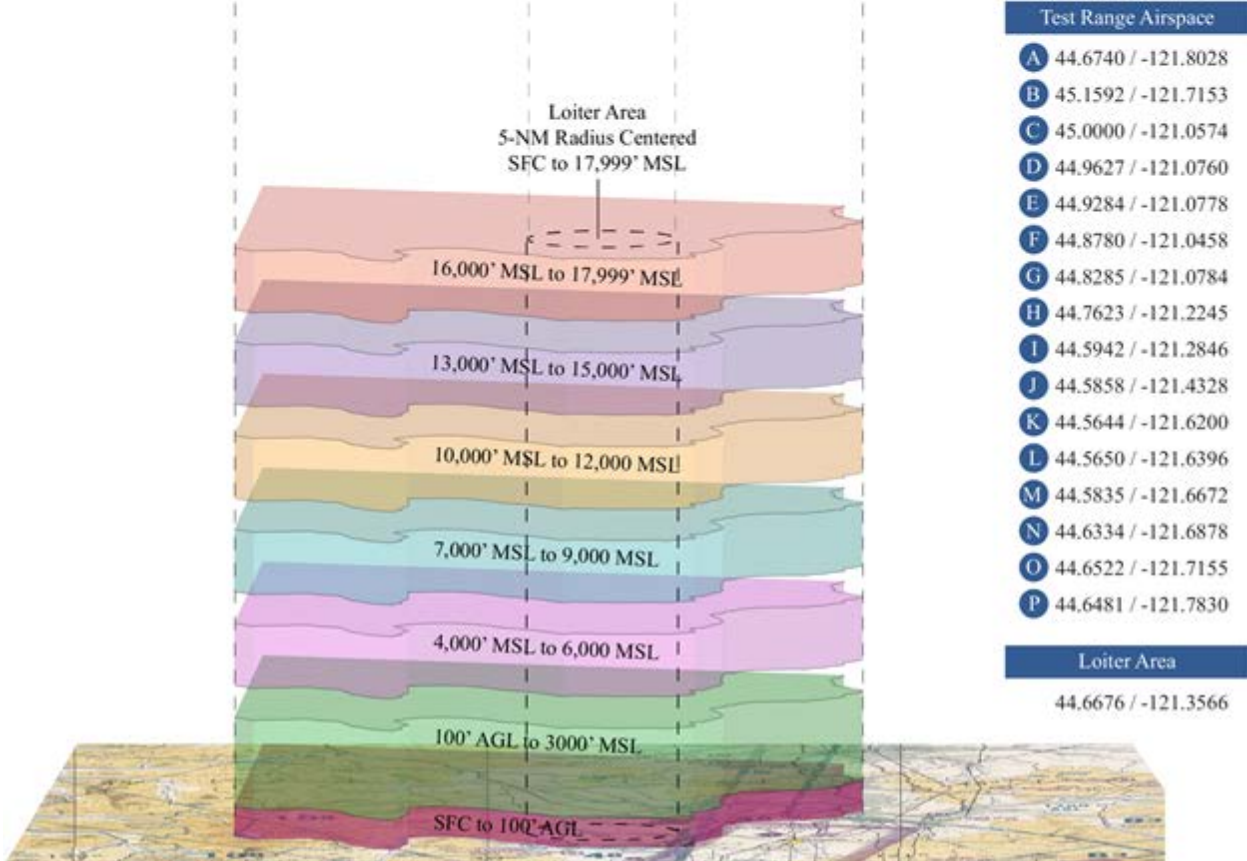 Loiter Area
5-NM Radius Centered
SFC to 17,999’ MSL
16,000’ MSL to 17,999’ MSL
13,000’ MSL to 15,000’ MSL
10,000’ MSL to 12,000 MSL
7,000’ MSL to 9,000 MSL
4,000’ MSL to 6,000 MSL
100’ AGL to 3000’ MSL
SFC to 100’ AGL
Test Range Airspace
A 44.6740 / -121.8028
B 45.1592 / -121.7153
C 45.0000 / -121.0574
D 44.9627 / -121.0760
E 44.9284 / -121.0778
F 44.8780 / -121.0458
G 44.8285 / -121.0784
H 44.7623 / -121.2245
I 44.5942 / -121.2846
J 44.5858 / -121.4328
K 44.5644 / -121.6200
L 44.5650 / -121.6396
M 44.5835 / -121.6672
N 44.6334 / -121.6878
O 44.6522 / -121.7155
P 44.6481 / -121.7830
Loiter Area
44.6676 / -121.3566